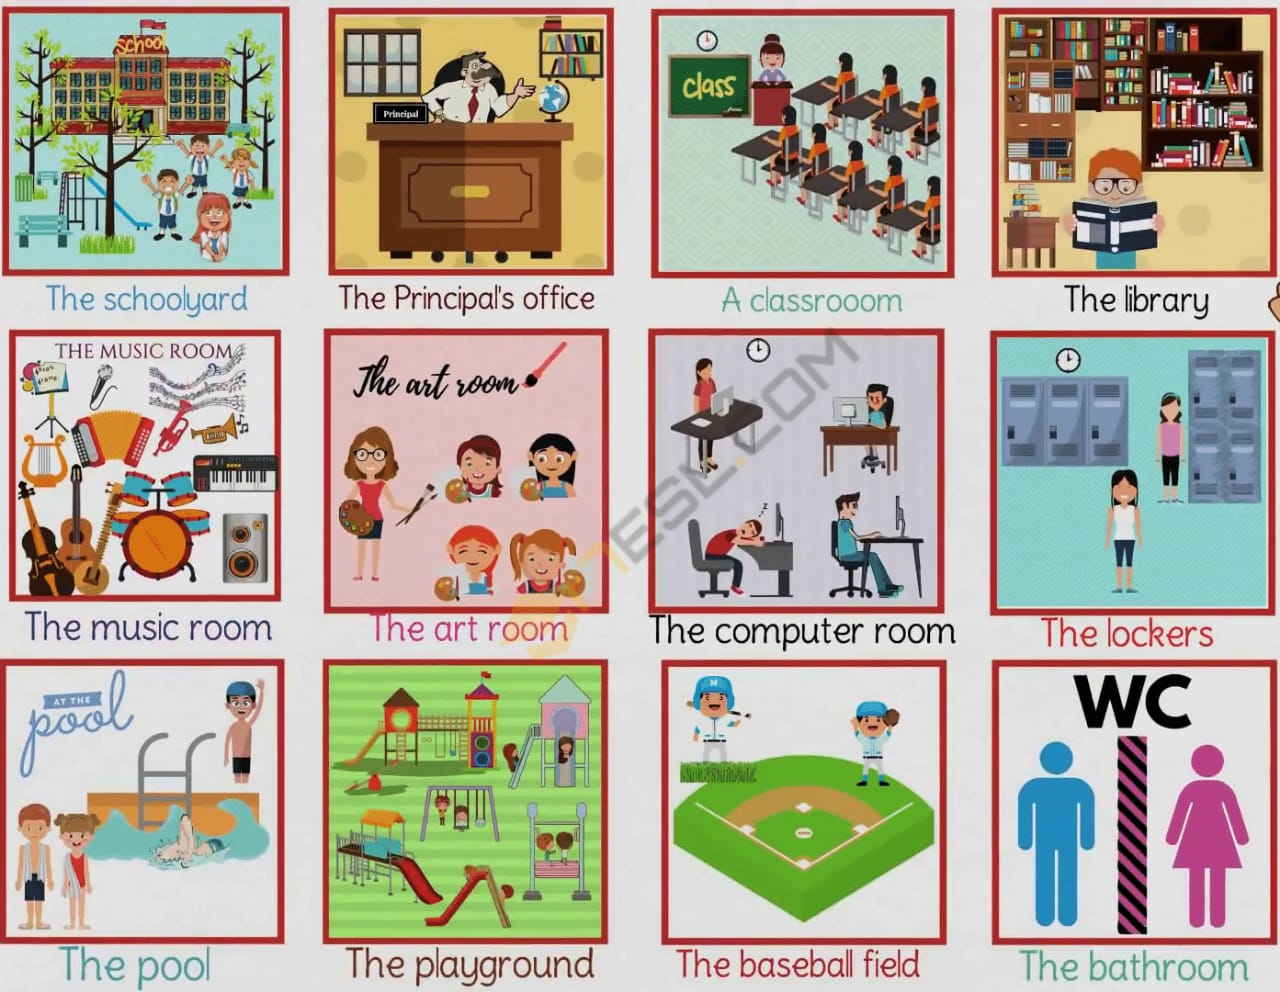 school
The schoolyard
Principal
The Principal's office
class
A classrooom
The library
THE MUSIC ROOM
The music room
The art room
The art room
The computer room
z z
The lockers
AT THE
pool
The pool
The playground
M
The baseball field
WC
The bathroom
ESL.COM